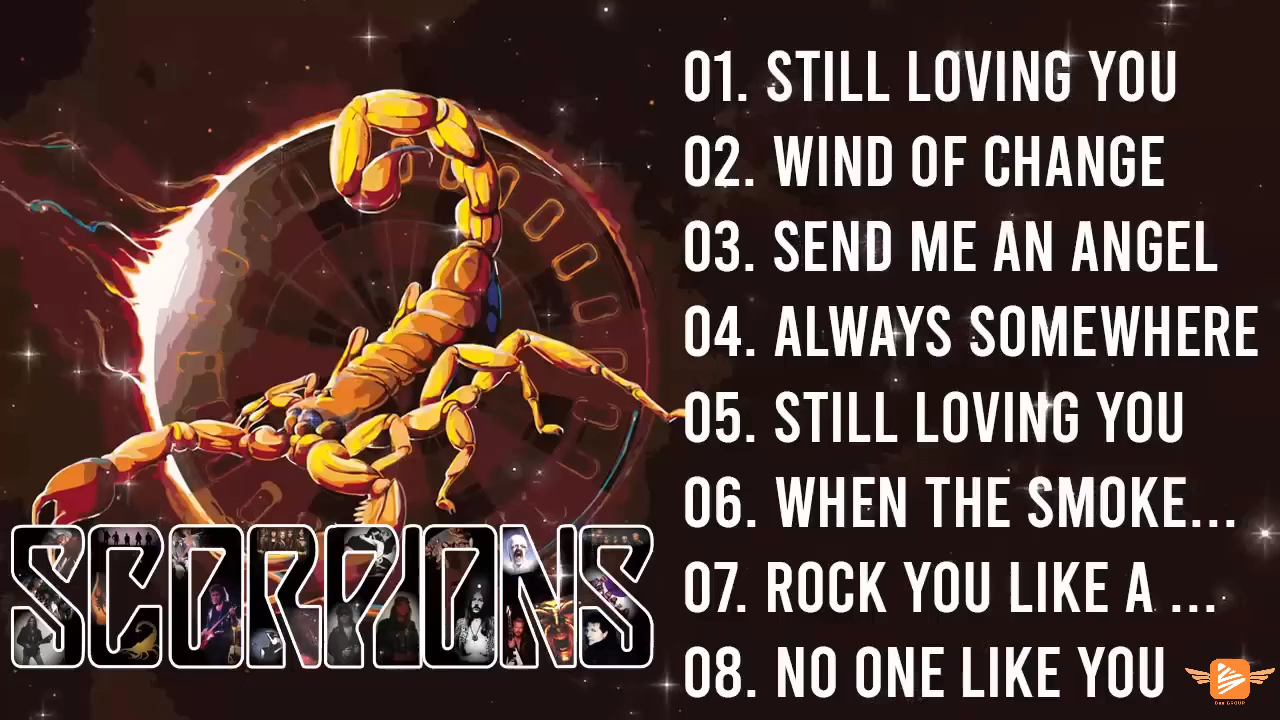 01. STILL LOVING YOU
02. WIND OF CHANGE
03. SEND ME AN ANGEL
04. ALWAYS SOMEWHERE
05. STILL LOVING YOU
06. WHEN THE SMOKE...
07. ROCK YOU LIKE A ...
08. NO ONE LIKE YOU
SCORPIONS